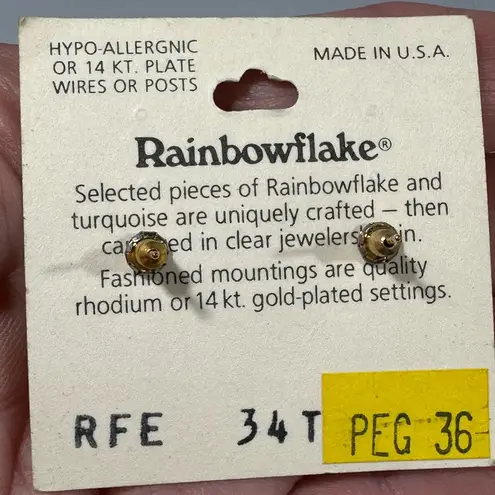 HYPO-ALLERGNIC
OR 14 KT. PLATE
WIRES OR POSTS
MADE IN U.S.A.
Rainbowflake®
Selected pieces of Rainbowflake and
turquoise are uniquely crafted – then
in clear jewelers
Fashioned mountings are quality
rhodium or 14 kt. gold-plated settings.
RFE 34T
PEG 36